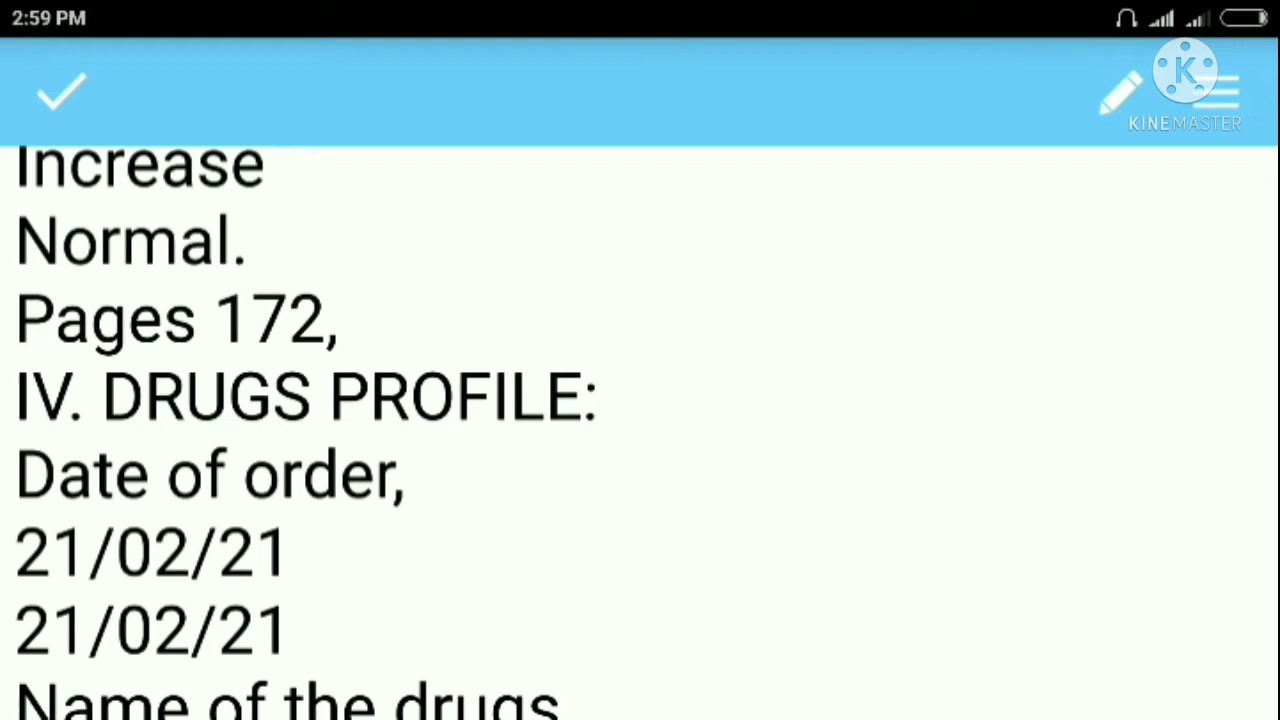 2:59 PM
K
KINEMASTER
Increase
Normal.
Pages 172,
IV. DRUGS PROFILE:
Date of order,
21/02/21
21/02/21
Name of the drugs